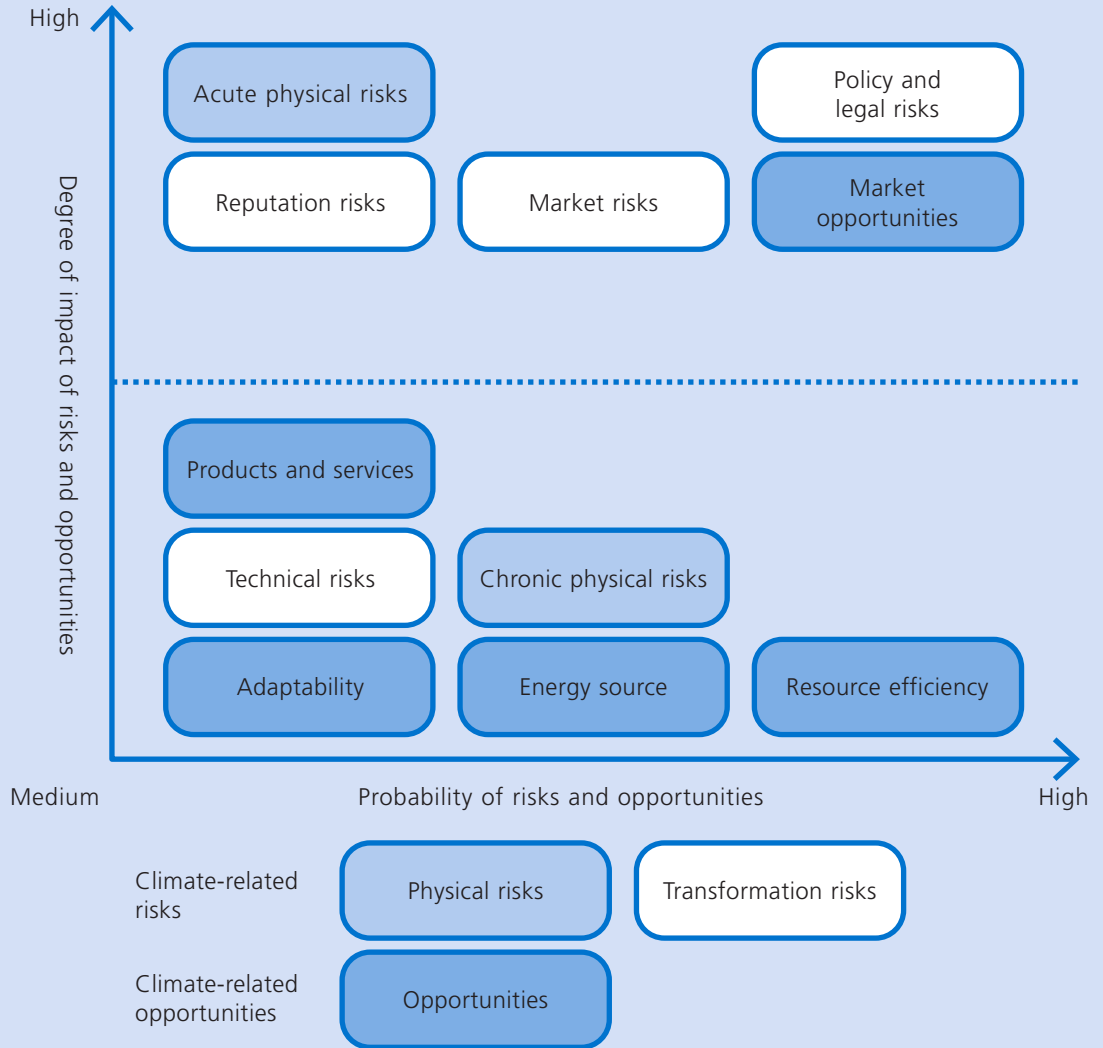 High
Acute physical risks
Policy and
legal risks
Reputation risks
Market risks
Market
opportunities
Degree of impact of risks and opportunities
Products and services
Technical risks
Chronic physical risks
Adaptability
Energy source
Resource efficiency
Medium
Probability of risks and opportunities
High
Climate-related
risks
Physical risks
Transformation risks
Climate-related
opportunities
Opportunities